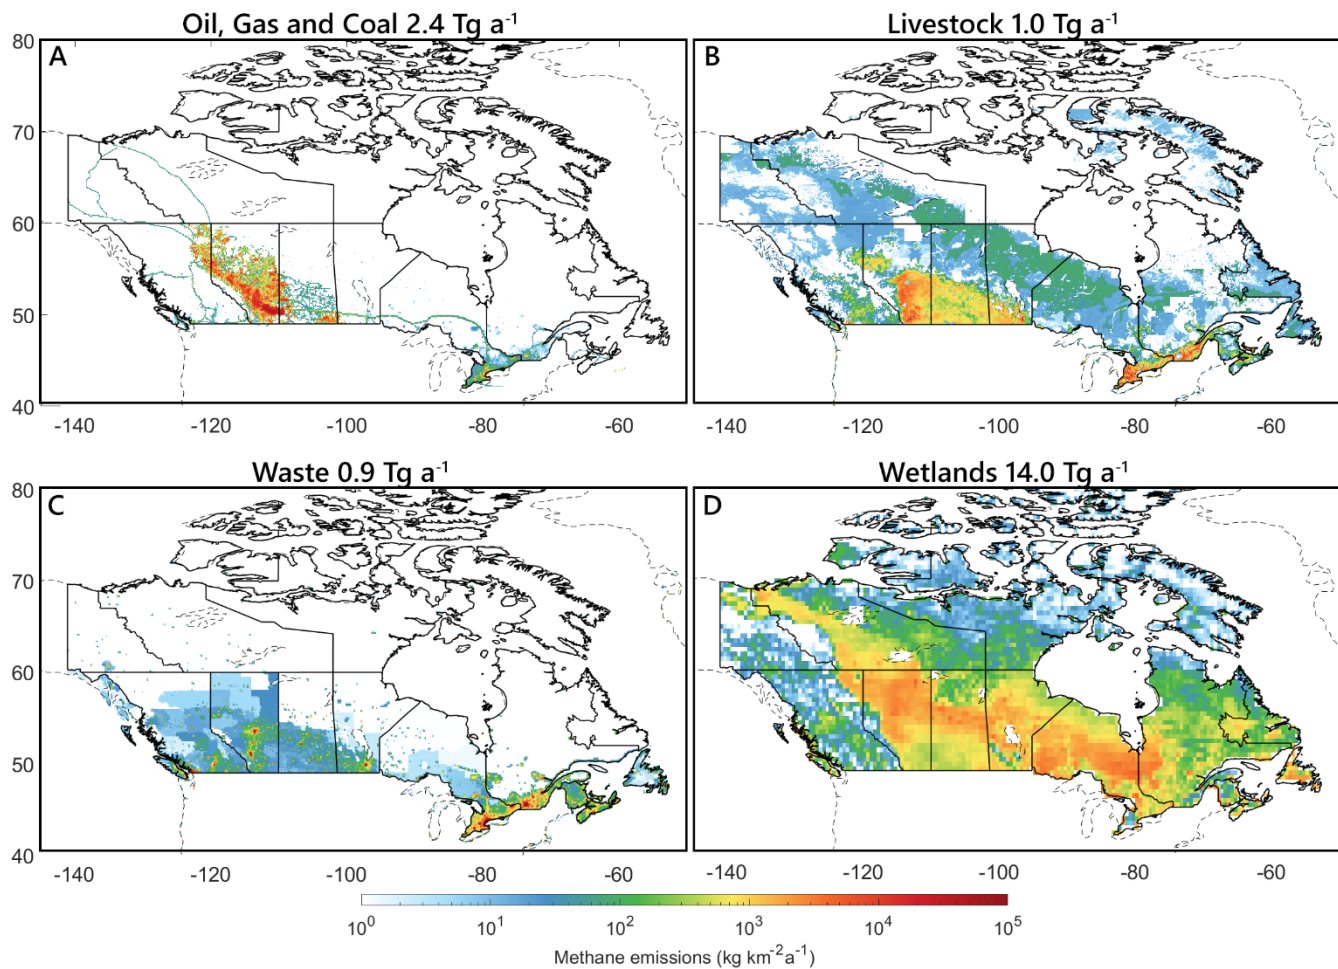 Oil, Gas and Coal 2.4 Tg a⁻¹
Livestock 1.0 Tg a⁻¹
A
B
80
70
60
50
40
-140 -120 -100 -80 -60
-140 -120 -100 -80 -60
Waste 0.9 Tg a⁻¹
Wetlands 14.0 Tg a⁻¹
C
D
80
70
60
50
40
-140 -120 -100 -80 -60
-140 -120 -100 -80 -60
10⁰ 10¹ 10² 10³ 10⁴ 10⁵
Methane emissions (kg km⁻²a⁻¹)